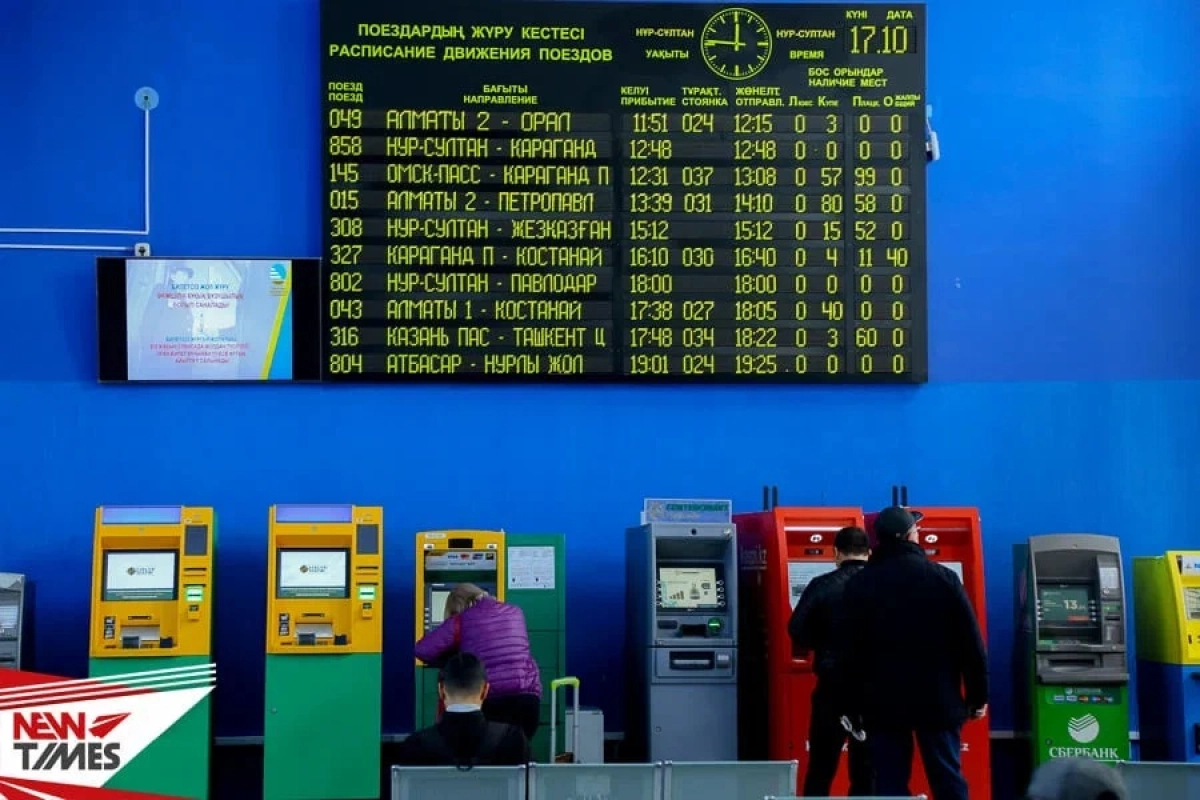 ПОЕЗДАРДЫҢ ЖҮРУ КЕСТЕСІ
РАСПИСАНИЕ ДВИЖЕНИЯ ПОЕЗДОВ
НҰР-СҰЛТАН УАҚЫТЫ
НУР-СУЛТАН ВРЕМЯ
КҮНІ ДАТА
17.10
БОС ОРЫНДАР
НАЛИЧИЕ МЕСТ
ПОЕЗД БАҒЫТЫ КЕЛУІ ТҰРАҚТ. ЖӨНЕЛТ.
ПОЕЗД НАПРАВЛЕНИЕ ПРИБЫТИЕ СТОЯНКА ОТПРАВЛ. Люкс Купе Плацк. Общий Жалпы
049 АЛМАТЫ 2 - ОРАЛ 11:51 024 12:15 0 3 0 0
858 НУР-СУЛТАН - КАРАГАНД 12:48 12:48 0 0 0 0
145 ОМСК-ПАСС - КАРАГАНД П 12:31 037 13:08 0 57 99 0
015 АЛМАТЫ 2 - ПЕТРОПАВЛ 13:39 031 14:10 0 80 58 0
308 НУР-СУЛТАН - ЖЕЗКАЗҒАН 15:12 15:12 0 15 52 0
327 КАРАГАНД П - КОСТАНАЙ 16:10 030 16:40 0 4 11 40
802 НУР-СУЛТАН - ПАВЛОДАР 18:00 18:00 0 0 0 0
043 АЛМАТЫ 1 - КОСТАНАЙ 17:38 027 18:05 0 40 0 0
316 КАЗАНЬ ПАС - ТАШКЕНТ Ц 17:48 034 18:22 0 3 60 0
804 АТБАСАР - НУРЛЫ ЖОЛ 19:01 024 19:25 0 0 0 0
БИЛЕТСІЗ ЖОЛ ЖҮРУ
13
СБЕРБАНК
NEW
TIMES